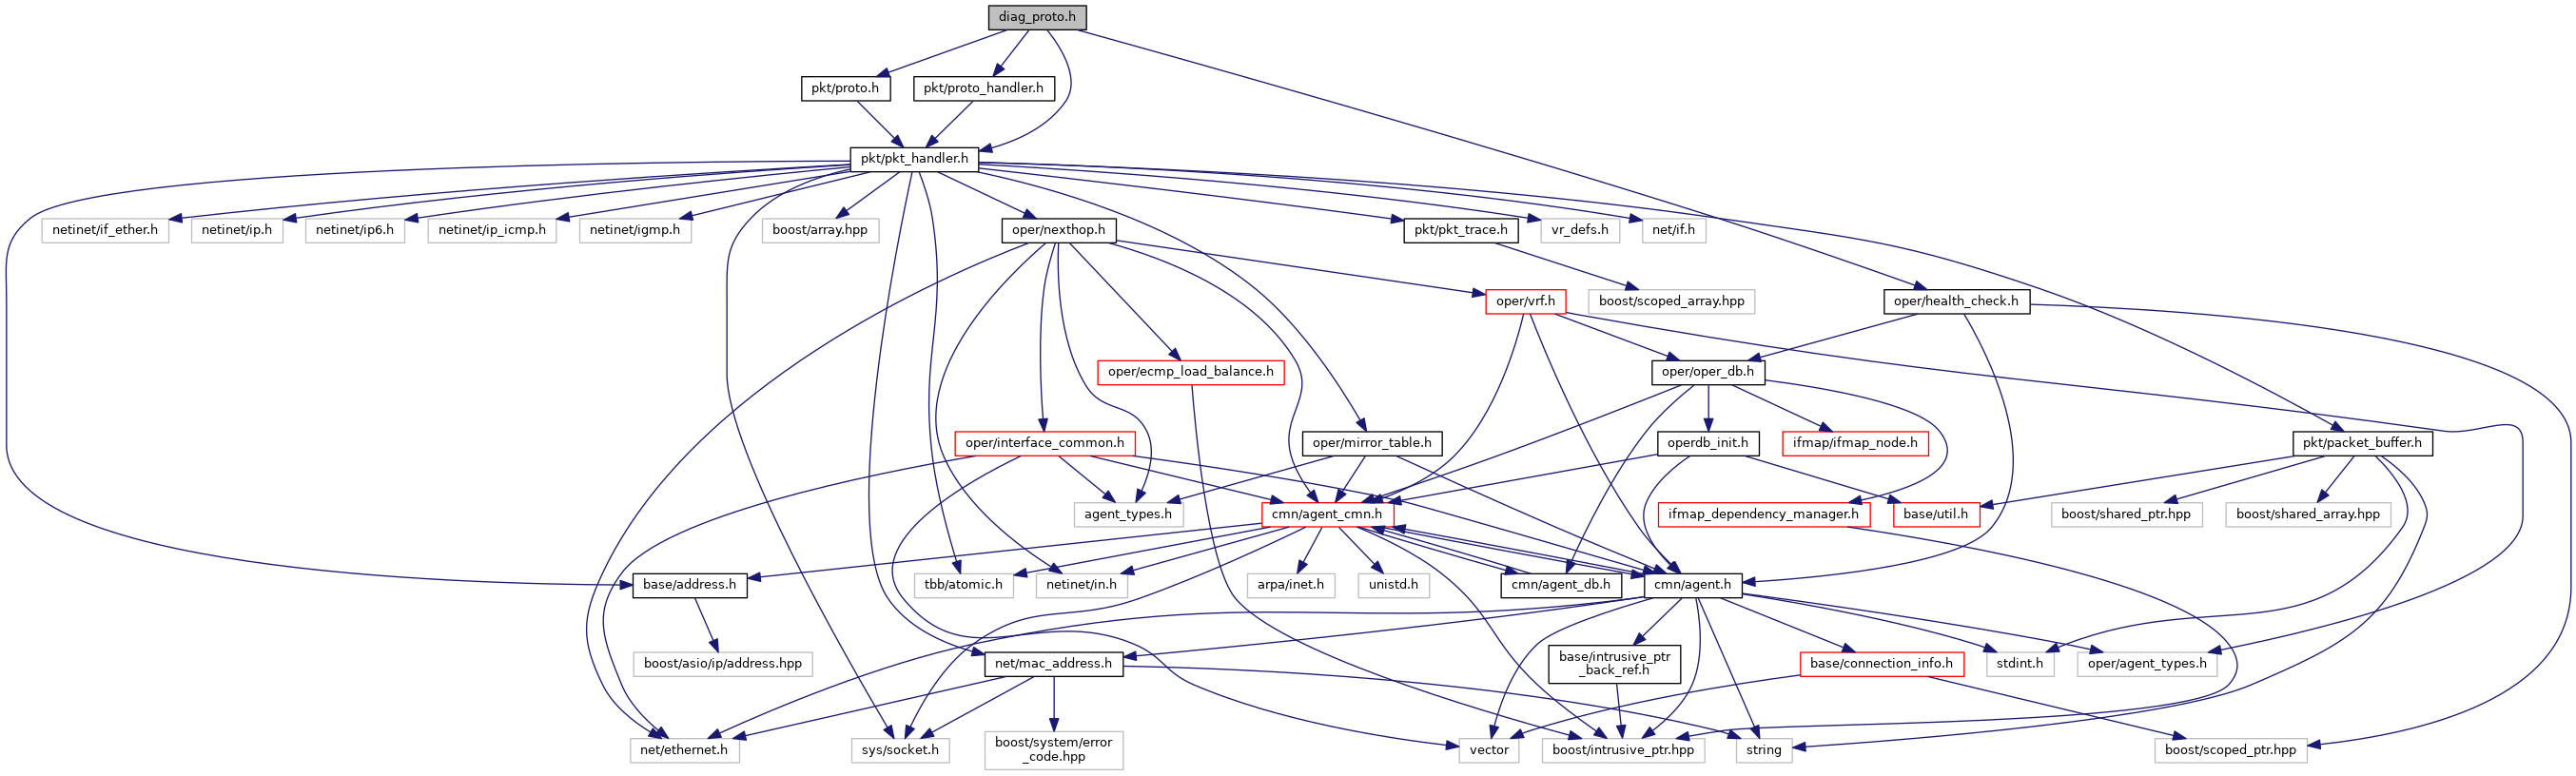 diag_proto.h
pkt/proto.h
pkt/proto_handler.h
pkt/pkt_handler.h
netinet/if_ether.h
netinet/ip.h
netinet/ip6.h
netinet/ip_icmp.h
netinet/igmp.h
boost/array.hpp
oper/nexthop.h
pkt/pkt_trace.h
vr_defs.h
net/if.h
oper/vrf.h
boost/scoped_array.hpp
oper/health_check.h
oper/ecmp_load_balance.h
oper/oper_db.h
oper/interface_common.h
oper/mirror_table.h
operdb_init.h
ifmap/ifmap_node.h
pkt/packet_buffer.h
agent_types.h
cmn/agent_cmn.h
ifmap_dependency_manager.h
base/util.h
boost/shared_ptr.hpp
boost/shared_array.hpp
base/address.h
tbb/atomic.h
netinet/in.h
arpa/inet.h
unistd.h
cmn/agent_db.h
cmn/agent.h
boost/asio/ip/address.hpp
net/mac_address.h
base/intrusive_ptr
_back_ref.h
base/connection_info.h
stdint.h
oper/agent_types.h
net/ethernet.h
sys/socket.h
boost/system/error
_code.hpp
vector
boost/intrusive_ptr.hpp
string
boost/scoped_ptr.hpp